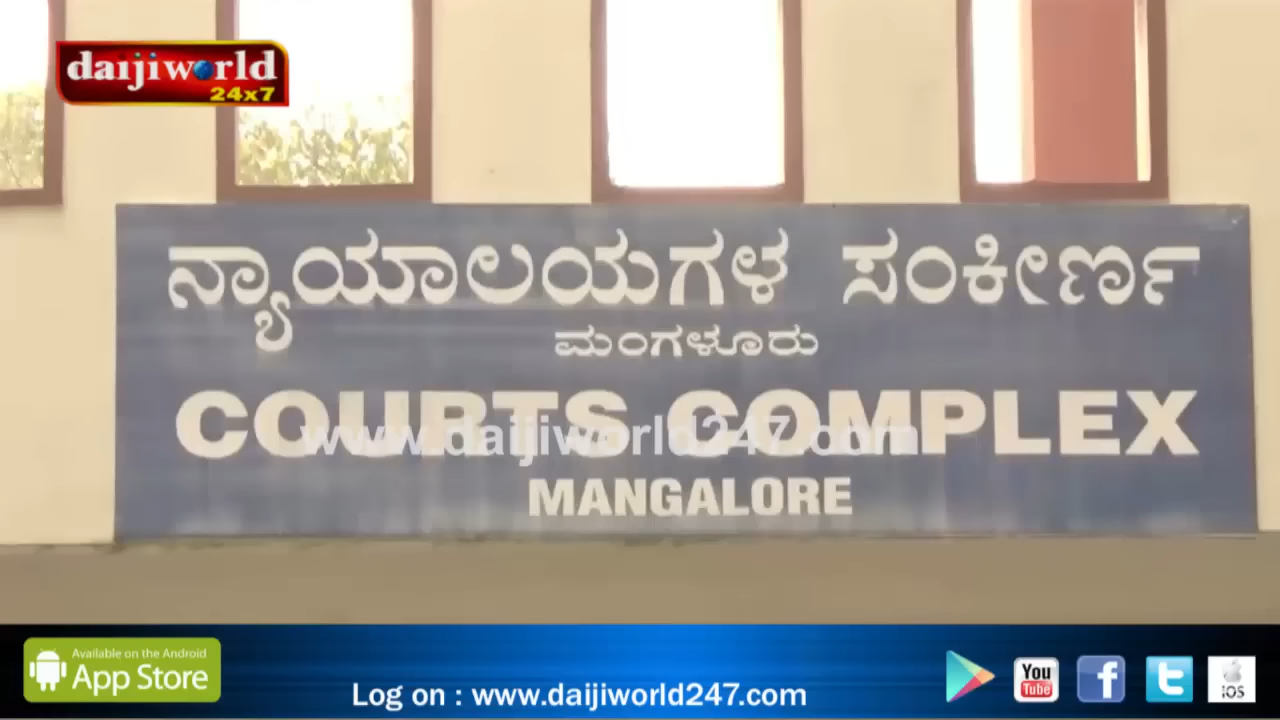 daijiworld
24x7
ನ್ಯಾಯಾಲಯಗಳ ಸಂಕೀರ್ಣ
ಮಂಗಳೂರು
COURTS COMPLEX
www.daijiworld247.com
MANGALORE
Available on the Android
App Store
Log on : www.daijiworld247.com
You
Tube
f
t
iOS